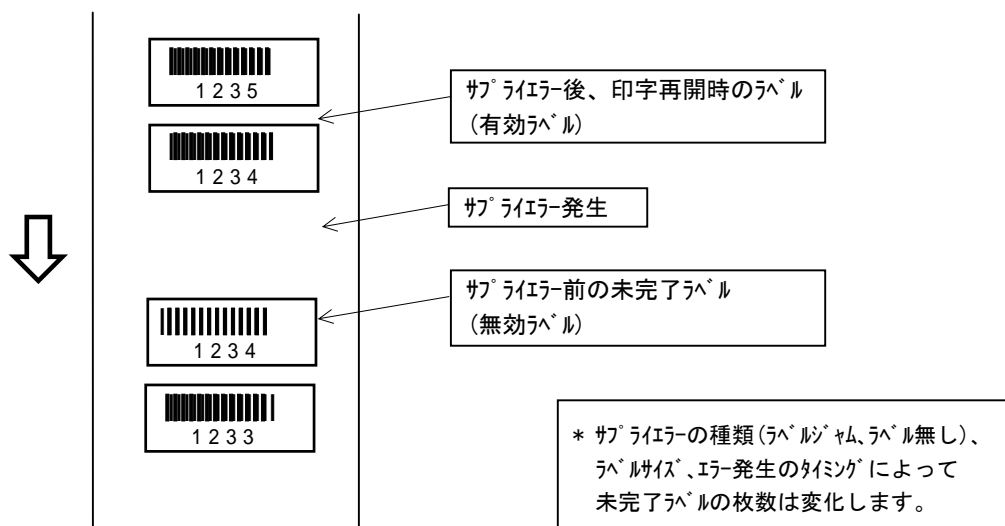 1235
ｻﾌﾟﾗｲｴﾗｰ後、印字再開時のﾗﾍﾞﾙ
(有効ﾗﾍﾞﾙ)
1234
ｻﾌﾟﾗｲｴﾗｰ発生
ｻﾌﾟﾗｲｴﾗｰ前の未完了ﾗﾍﾞﾙ
(無効ﾗﾍﾞﾙ)
1234
1233
* ｻﾌﾟﾗｲｴﾗｰの種類(ﾗﾍﾞﾙｼﾞｬﾑ､ﾗﾍﾞﾙ無し)、
ﾗﾍﾞﾙｻｲｽﾞ､ｴﾗｰ発生のﾀｲﾐﾝｸﾞによって
未完了ﾗﾍﾞﾙの枚数は変化します。